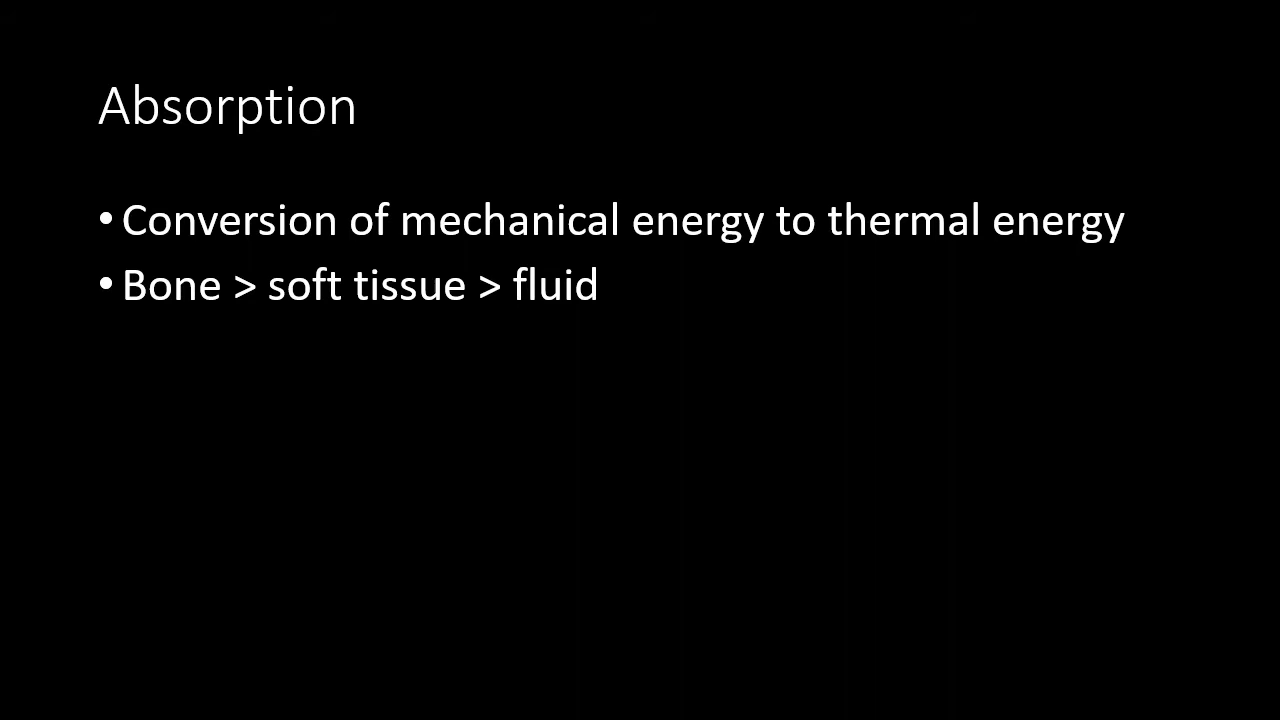 Absorption
• Conversion of mechanical energy to thermal energy
• Bone > soft tissue > fluid